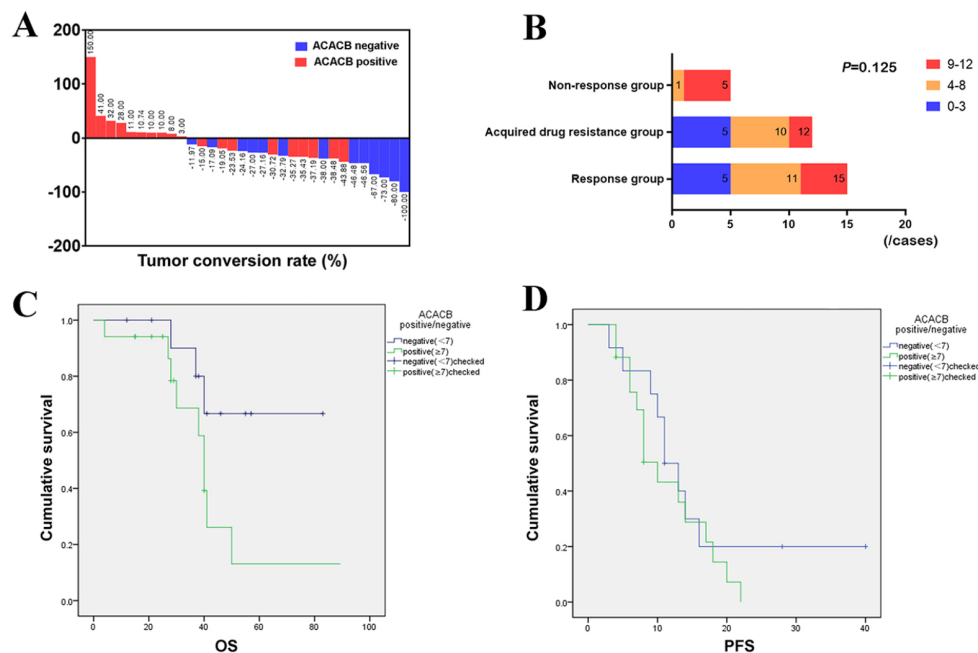 A
200
100
0
-100
-200
150.00
41.00
32.00
28.00
11.00
10.74
10.00
10.00
8.00
3.00
ACACB negative
ACACB positive
-11.97
-15.00
-17.09
-19.05
-23.53
-24.16
-27.00
-27.16
-30.72
-32.79
-35.27
-35.43
-37.19
-38.00
-38.48
-43.88
-46.48
-46.56
-67.00
-73.00
-80.00
-100.00
Tumor conversion rate (%)
B
P=0.125
9-12
4-8
0-3
Non-response group
1 5
Acquired drug resistance group
5 10 12
Response group
5 11 15
0 5 10 15 20
(/cases)
C
Cumulative survival
1.0
0.8
0.6
0.4
0.2
0.0
0 20 40 60 80 100
OS
ACACB
positive/negative
negative(<7)
positive(≥7)
negative(<7)checked
positive(≥7)checked
D
Cumulative survival
1.0
0.8
0.6
0.4
0.2
0.0
0 10 20 30 40
PFS
ACACB
positive/negative
negative(<7)
positive(≥7)
negative(<7)checked
positive(≥7)checked